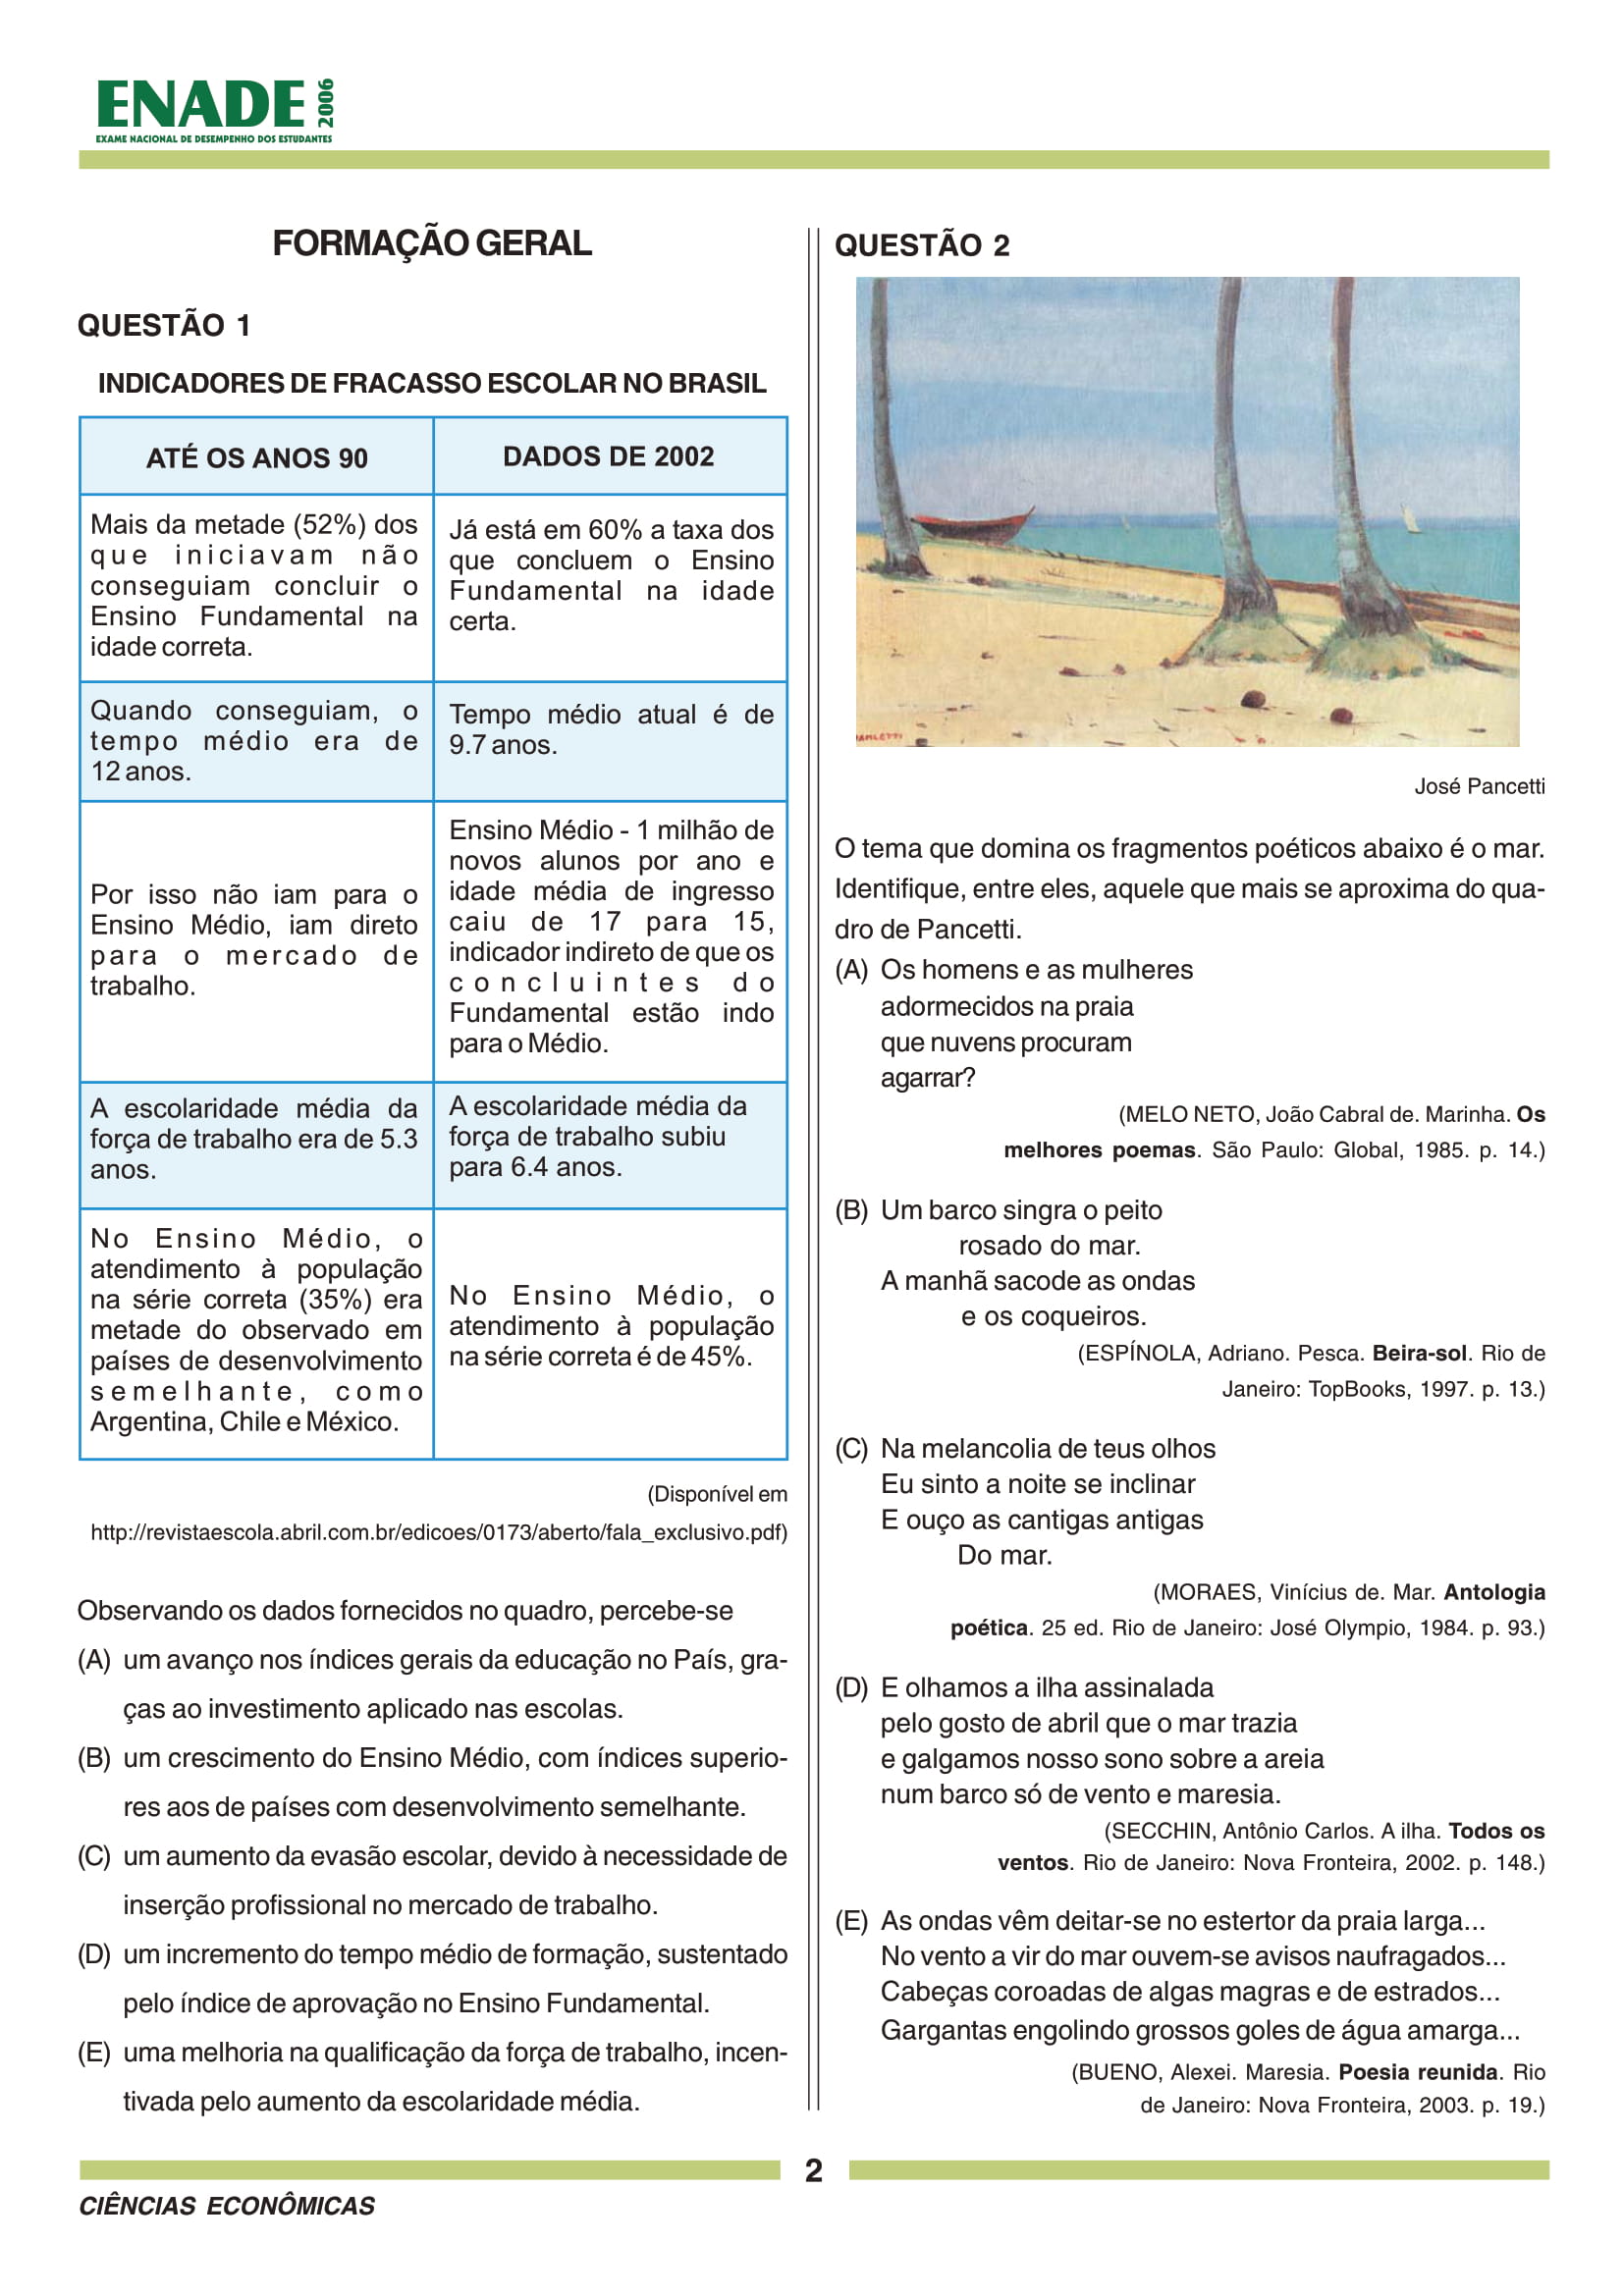 ENADE 2006
EXAME NACIONAL DE DESEMPENHO DOS ESTUDANTES
FORMAÇÃO GERAL
QUESTÃO 1
INDICADORES DE FRACASSO ESCOLAR NO BRASIL
ATÉ OS ANOS 90
DADOS DE 2002
Mais da metade (52%) dos
que iniciavam não
conseguiam concluir o
Ensino Fundamental na
idade correta.
Já está em 60% a taxa dos
que concluem o Ensino
Fundamental na idade
certa.
Quando conseguiam, o
tempo médio era de
12 anos.
Tempo médio atual é de
9.7 anos.
Por isso não iam para o
Ensino Médio, iam direto
para o mercado de
trabalho.
Ensino Médio - 1 milhão de
novos alunos por ano e
idade média de ingresso
caiu de 17 para 15,
indicador indireto de que os
concluintes do
Fundamental estão indo
para o Médio.
A escolaridade média da
força de trabalho era de 5.3
anos.
A escolaridade média da
força de trabalho subiu
para 6.4 anos.
No Ensino Médio, o
atendimento à população
na série correta (35%) era
metade do observado em
países de desenvolvimento
semelhante, como
Argentina, Chile e México.
No Ensino Médio, o
atendimento à população
na série correta é de 45%.
(Disponível em
http://revistaescola.abril.com.br/edicoes/0173/aberto/fala_exclusivo.pdf)
Observando os dados fornecidos no quadro, percebe-se
(A) um avanço nos índices gerais da educação no País, gra-
ças ao investimento aplicado nas escolas.
(B) um crescimento do Ensino Médio, com índices superio-
res aos de países com desenvolvimento semelhante.
(C) um aumento da evasão escolar, devido à necessidade de
inserção profissional no mercado de trabalho.
(D) um incremento do tempo médio de formação, sustentado
pelo índice de aprovação no Ensino Fundamental.
(E) uma melhoria na qualificação da força de trabalho, incen-
tivada pelo aumento da escolaridade média.
QUESTÃO 2
José Pancetti
O tema que domina os fragmentos poéticos abaixo é o mar.
Identifique, entre eles, aquele que mais se aproxima do qua-
dro de Pancetti.
(A) Os homens e as mulheres
adormecidos na praia
que nuvens procuram
agarrar?
(MELO NETO, João Cabral de. Marinha. Os
melhores poemas. São Paulo: Global, 1985. p. 14.)
(B) Um barco singra o peito
rosado do mar.
A manhã sacode as ondas
e os coqueiros.
(ESPÍNOLA, Adriano. Pesca. Beira-sol. Rio de
Janeiro: TopBooks, 1997. p. 13.)
(C) Na melancolia de teus olhos
Eu sinto a noite se inclinar
E ouço as cantigas antigas
Do mar.
(MORAES, Vinícius de. Mar. Antologia
poética. 25 ed. Rio de Janeiro: José Olympio, 1984. p. 93.)
(D) E olhamos a ilha assinalada
pelo gosto de abril que o mar trazia
e galgamos nosso sono sobre a areia
num barco só de vento e maresia.
(SECCHIN, Antônio Carlos. A ilha. Todos os
ventos. Rio de Janeiro: Nova Fronteira, 2002. p. 148.)
(E) As ondas vêm deitar-se no estertor da praia larga...
No vento a vir do mar ouvem-se avisos naufragados...
Cabeças coroadas de algas magras e de estrados...
Gargantas engolindo grossos goles de água amarga...
(BUENO, Alexei. Maresia. Poesia reunida. Rio
de Janeiro: Nova Fronteira, 2003. p. 19.)
2
CIÊNCIAS ECONÔMICAS